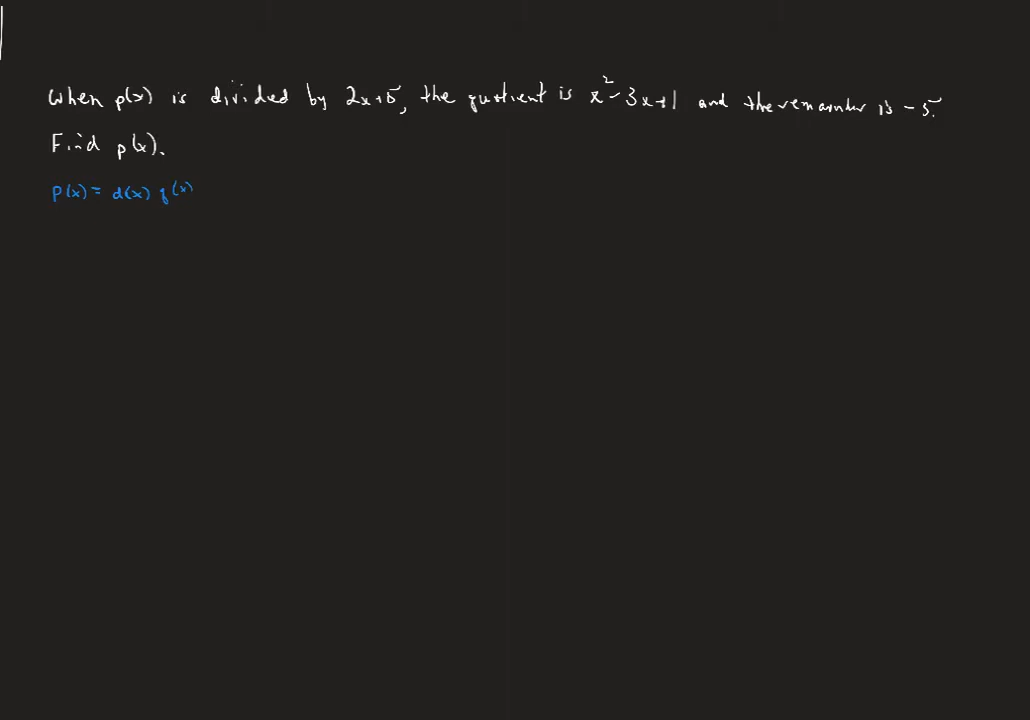 When p(x) is divided by 2x+5, the quotient is x²-3x+1 and the remainder is -5.
Find p(x).
p(x) = d(x) q(x)